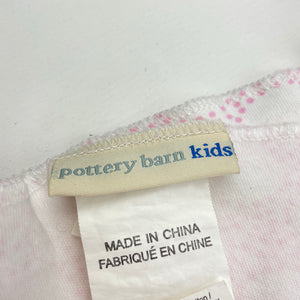 pottery barn kids
MADE IN CHINA
FABRIQUÉ EN CHINE